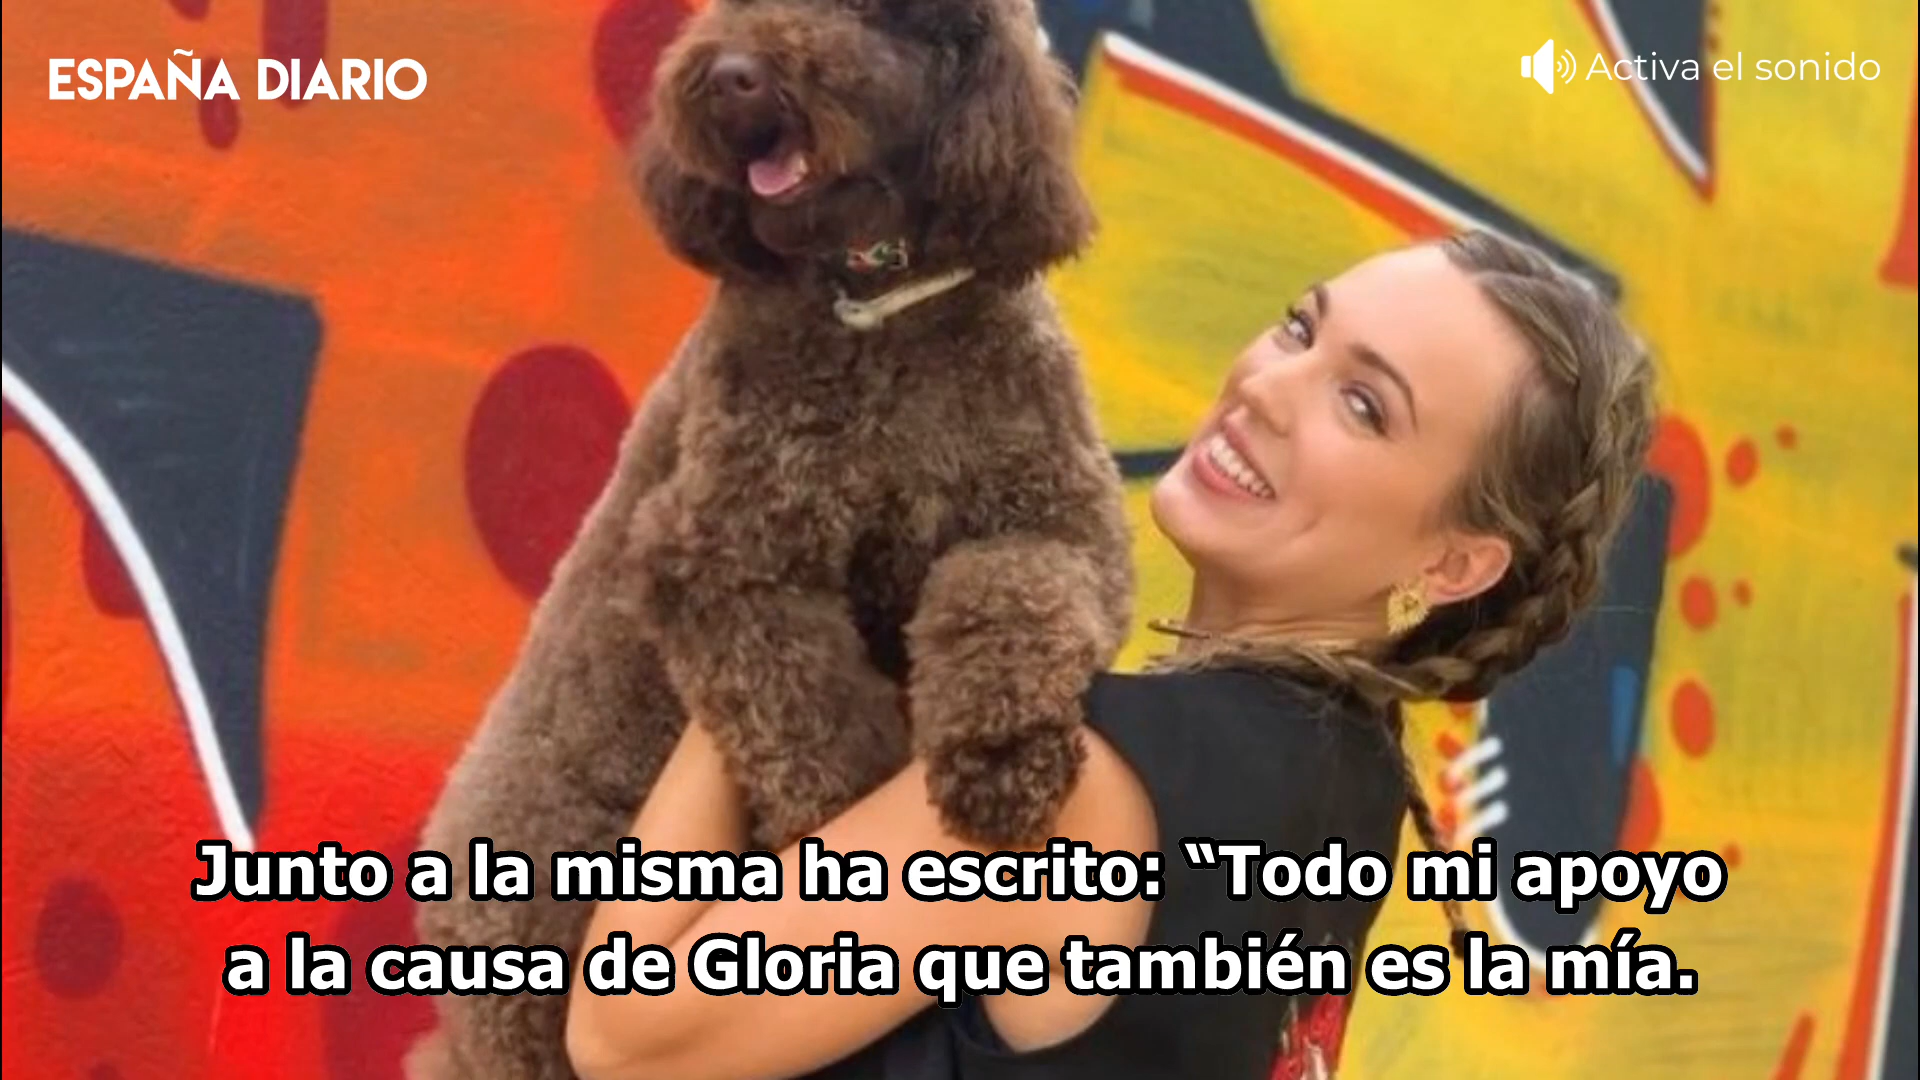 ESPAÑA DIARIO
Activa el sonido
Junto a la misma ha escrito: “Todo mi apoyo
a la causa de Gloria que también es la mía.